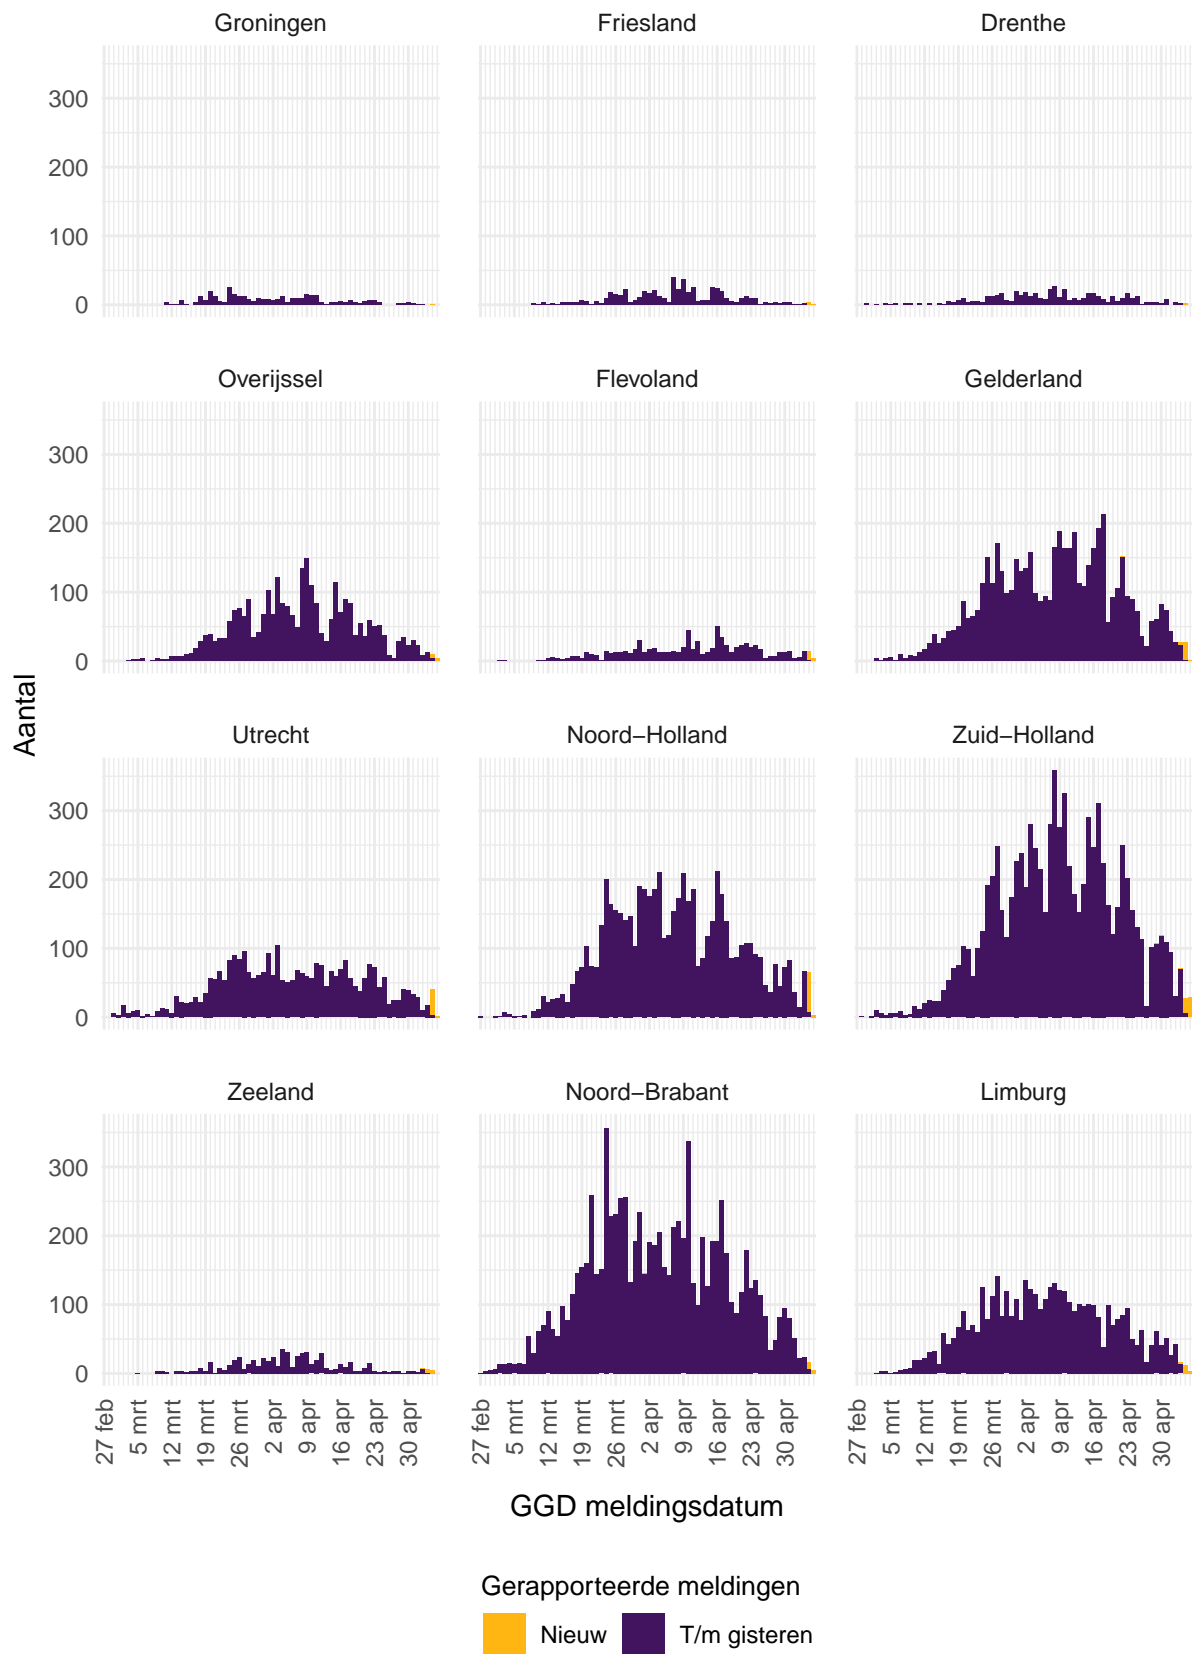 Groningen Friesland Drenthe
300
200
100
0
Overijssel Flevoland Gelderland
300
200
100
0
Utrecht Noord–Holland Zuid–Holland
300
200
100
0
Zeeland Noord–Brabant Limburg
300
200
100
0
Aantal
27 feb 5 mrt 12 mrt 19 mrt 26 mrt 2 apr 9 apr 16 apr 23 apr 30 apr 27 feb 5 mrt 12 mrt 19 mrt 26 mrt 2 apr 9 apr 16 apr 23 apr 30 apr 27 feb 5 mrt 12 mrt 19 mrt 26 mrt 2 apr 9 apr 16 apr 23 apr 30 apr
GGD meldingsdatum
Gerapporteerde meldingen
Nieuw T/m gisteren